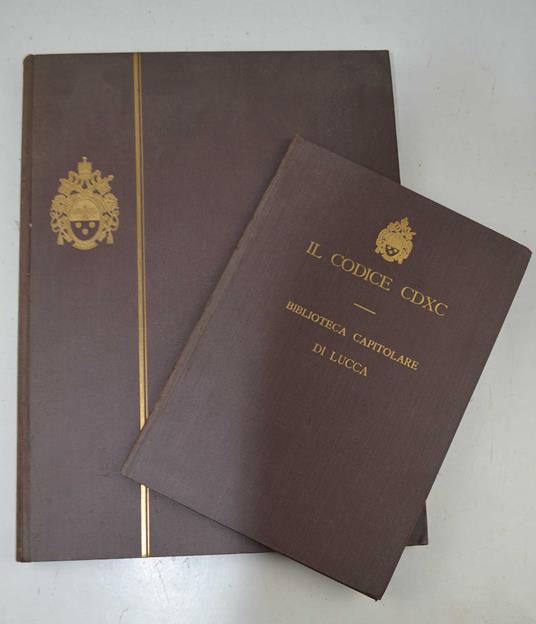 IL CODICE CDXC
BIBLIOTECA CAPITOLARE
DI LUCCA